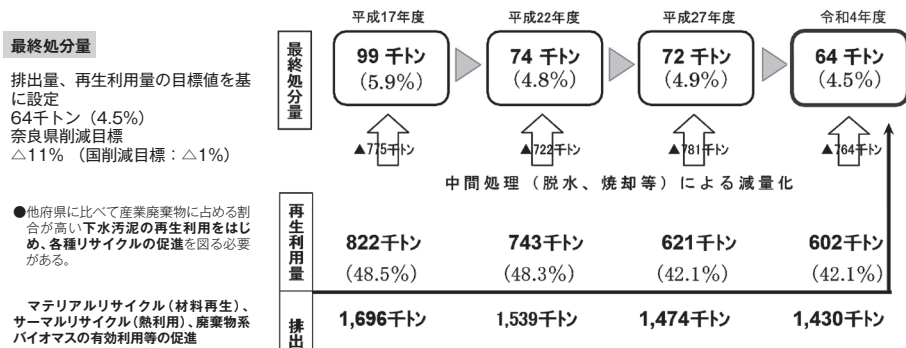 平成17年度
平成22年度
平成27年度
令和4年度
最終処分量
排出量、再生利用量の目標値を基
に設定
64千トン（4.5%）
奈良県削減目標
△11% （国削減目標：△1%）
●他府県に比べて産業廃棄物に占める割
合が高い下水汚泥の再生利用をはじ
め、各種リサイクルの促進を図る必要
がある。
マテリアルリサイクル（材料再生）、
サーマルリサイクル（熱利用）、廃棄物系
バイオマスの有効利用等の促進
最終処分量
99 千トン
(5.9%)
74 千トン
(4.8%)
72 千トン
(4.9%)
64 千トン
(4.5%)
▲775千トン
▲722千トン
▲781千トン
▲764千トン
中間処理（脱水、焼却等）による減量化
再生利用量
822千トン
(48.5%)
743千トン
(48.3%)
621千トン
(42.1%)
602千トン
(42.1%)
排出
1,696千トン
1,539千トン
1,474千トン
1,430千トン